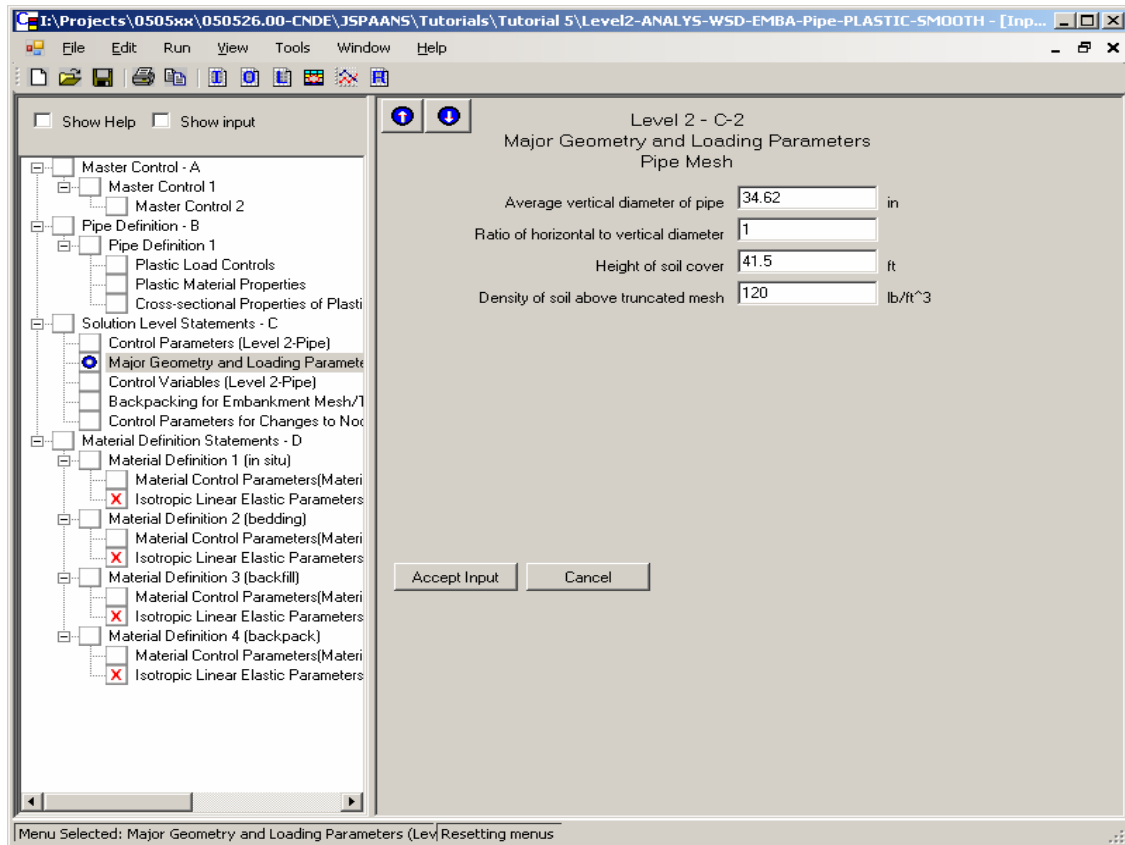 I:\Projects\0505xx\050526.00-CNDE\JSPAANS\Tutorials\Tutorial 5\Level2-ANALYS-WSD-EMBA-Pipe-PLASTIC-SMOOTH - [Inp...
File Edit Run View Tools Window Help
Show Help Show input
Master Control - A
Master Control 1
Master Control 2
Pipe Definition - B
Pipe Definition 1
Plastic Load Controls
Plastic Material Properties
Cross-sectional Properties of Plasti
Solution Level Statements - C
Control Parameters (Level 2-Pipe)
Major Geometry and Loading Paramete
Control Variables (Level 2-Pipe)
Backpacking for Embankment Mesh/T
Control Parameters for Changes to Nod
Material Definition Statements - D
Material Definition 1 (in situ)
Material Control Parameters(Materi
X Isotropic Linear Elastic Parameters
Material Definition 2 (bedding)
Material Control Parameters(Materi
X Isotropic Linear Elastic Parameters
Material Definition 3 (backfill)
Material Control Parameters(Materi
X Isotropic Linear Elastic Parameters
Material Definition 4 (backpack)
Material Control Parameters(Materi
X Isotropic Linear Elastic Parameters
Level 2 - C-2
Major Geometry and Loading Parameters
Pipe Mesh
Average vertical diameter of pipe 34.62 in
Ratio of horizontal to vertical diameter 1
Height of soil cover 41.5 ft
Density of soil above truncated mesh 120 lb/ft^3
Accept Input Cancel
Menu Selected: Major Geometry and Loading Parameters (Lev Resetting menus